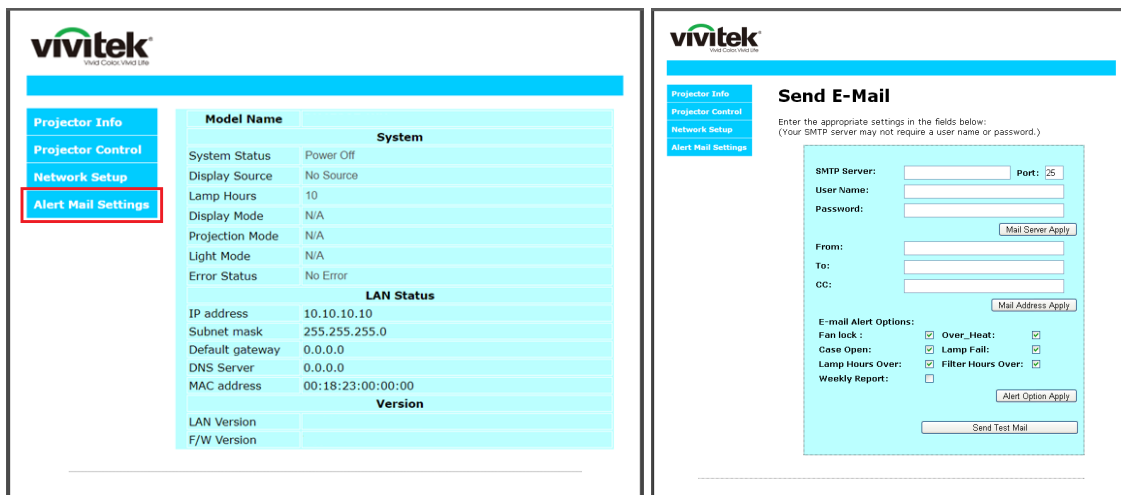 vivitek
Vivid Color. Vivid Life
Projector Info
Projector Control
Network Setup
Alert Mail Settings
Model Name
System
System Status Power Off
Display Source No Source
Lamp Hours 10
Display Mode N/A
Projection Mode N/A
Light Mode N/A
Error Status No Error
LAN Status
IP address 10.10.10.10
Subnet mask 255.255.255.0
Default gateway 0.0.0.0
DNS Server 0.0.0.0
MAC address 00:18:23:00:00:00
Version
LAN Version
F/W Version
vivitek
Vivid Color. Vivid Life
Projector Info
Projector Control
Network Setup
Alert Mail Settings
Send E-Mail
Enter the appropriate settings in the fields below:
(Your SMTP server may not require a user name or password.)
SMTP Server: Port: 25
User Name:
Password:
Mail Server Apply
From:
To:
CC:
Mail Address Apply
E-mail Alert Options:
Fan lock : Over_Heat:
Case Open: Lamp Fail:
Lamp Hours Over: Filter Hours Over:
Weekly Report:
Alert Option Apply
Send Test Mail